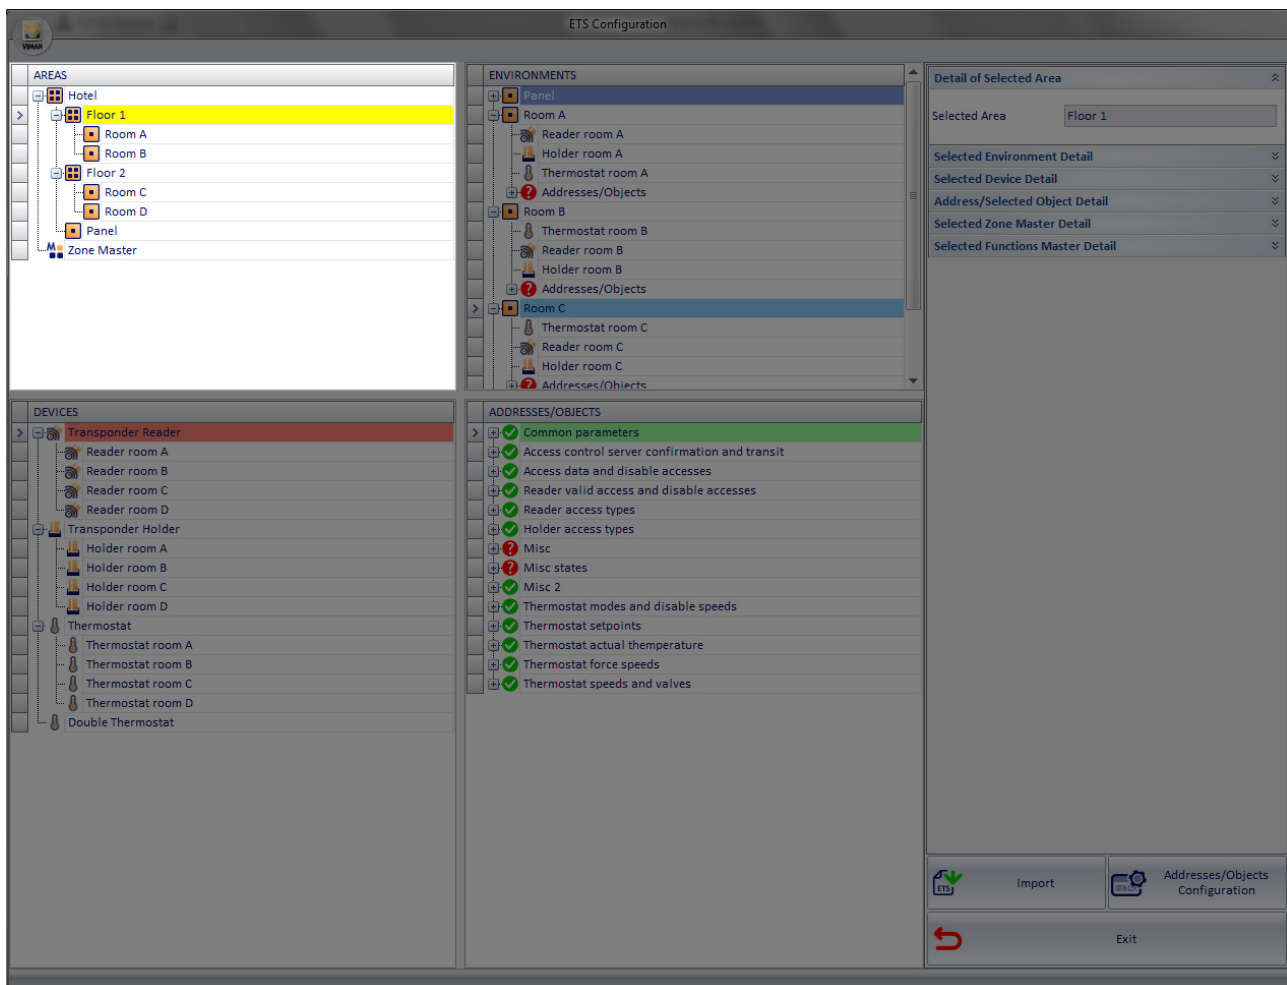 ETS Configuration
VIMAR
AREAS
Hotel
Floor 1
Room A
Room B
Floor 2
Room C
Room D
Panel
Zone Master
ENVIRONMENTS
Panel
Room A
Reader room A
Holder room A
Thermostat room A
Addresses/Objects
Room B
Thermostat room B
Reader room B
Holder room B
Addresses/Objects
Room C
Thermostat room C
Reader room C
Holder room C
Addresses/Objects
Detail of Selected Area
Selected Area Floor 1
Selected Environment Detail
Selected Device Detail
Address/Selected Object Detail
Selected Zone Master Detail
Selected Functions Master Detail
DEVICES
Transponder Reader
Reader room A
Reader room B
Reader room C
Reader room D
Transponder Holder
Holder room A
Holder room B
Holder room C
Holder room D
Thermostat
Thermostat room A
Thermostat room B
Thermostat room C
Thermostat room D
Double Thermostat
ADDRESSES/OBJECTS
Common parameters
Access control server confirmation and transit
Access data and disable accesses
Reader valid access and disable accesses
Reader access types
Holder access types
Misc
Misc states
Misc 2
Thermostat modes and disable speeds
Thermostat setpoints
Thermostat actual themperature
Thermostat force speeds
Thermostat speeds and valves
ETS
Import
Addresses/Objects
Configuration
Exit